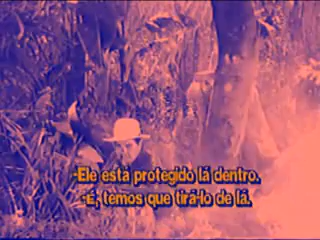 -Ele está protegido lá dentro.
-É, temos que tirá-lo de lá.